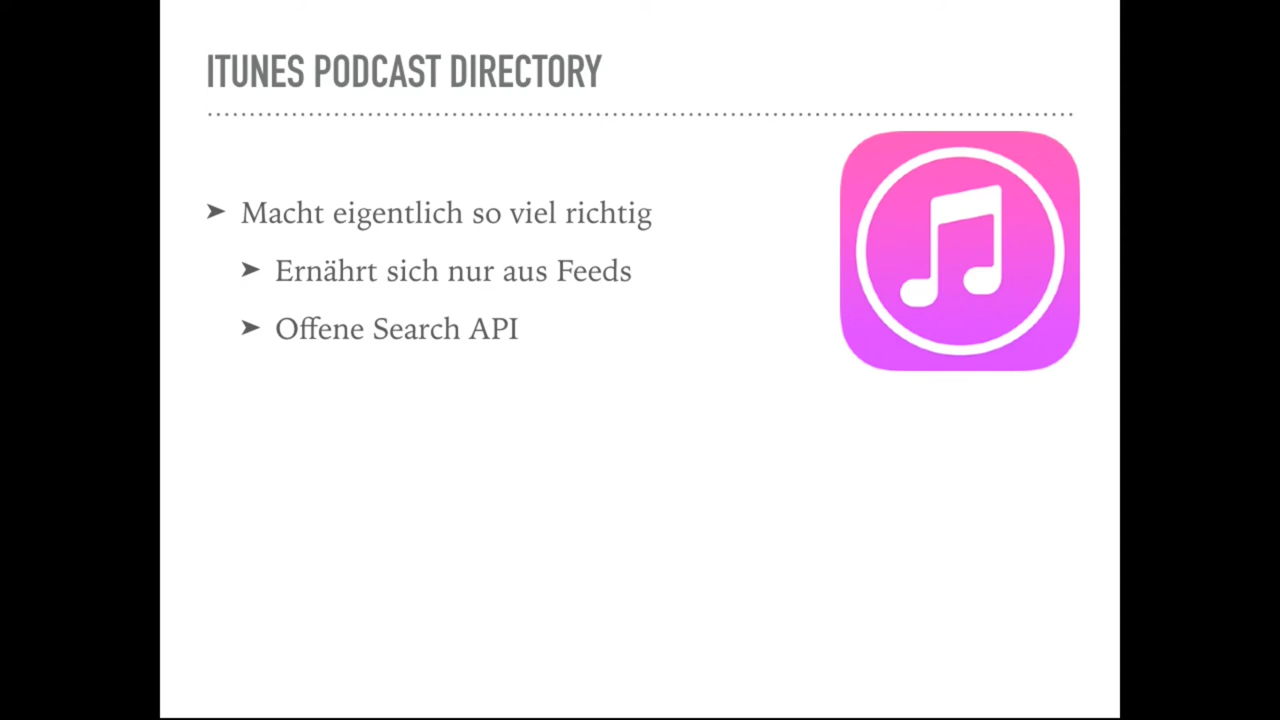 ITUNES PODCAST DIRECTORY
➤ Macht eigentlich so viel richtig
➤ Ernährt sich nur aus Feeds
➤ Offene Search API